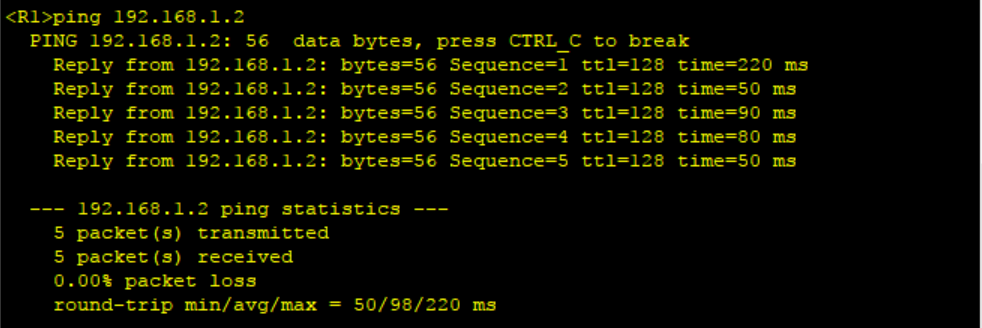 <R1>ping 192.168.1.2
PING 192.168.1.2: 56 data bytes, press CTRL_C to break
Reply from 192.168.1.2: bytes=56 Sequence=1 ttl=128 time=220 ms
Reply from 192.168.1.2: bytes=56 Sequence=2 ttl=128 time=50 ms
Reply from 192.168.1.2: bytes=56 Sequence=3 ttl=128 time=90 ms
Reply from 192.168.1.2: bytes=56 Sequence=4 ttl=128 time=80 ms
Reply from 192.168.1.2: bytes=56 Sequence=5 ttl=128 time=50 ms
--- 192.168.1.2 ping statistics ---
5 packet(s) transmitted
5 packet(s) received
0.00% packet loss
round-trip min/avg/max = 50/98/220 ms